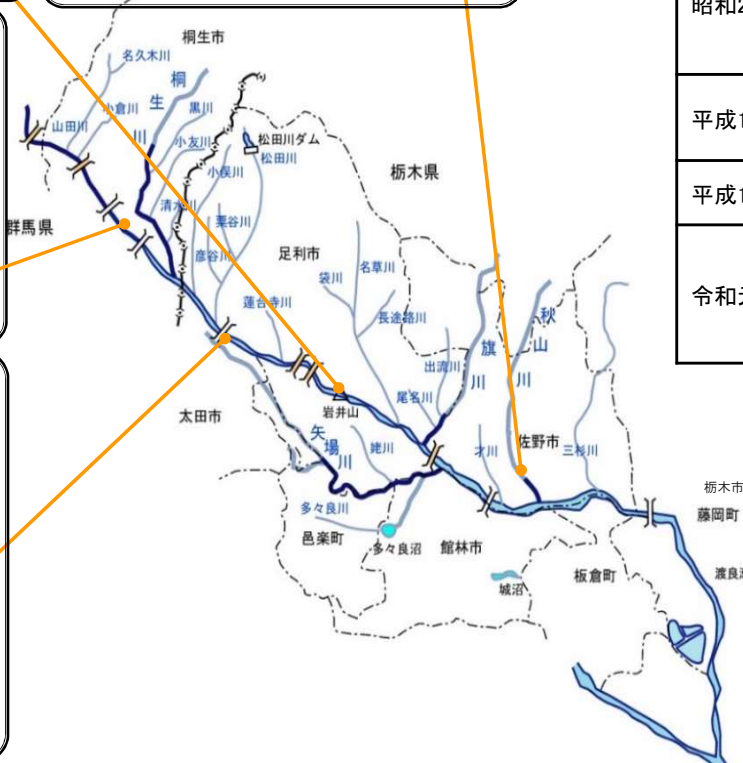 昭和2
平成1
平成1
令和元
桐生市
名久木川
桐生川
小倉川
黒川
山田川
小友川
松田川ダム
松田川
小俣川
栃木県
清水川
粟谷川
群馬県
彦谷川
足利市
名草川
袋川
蓮台寺川
長途路川
秋山川
旗川
出流川
尾名川
岩井山
太田市
矢場川
姥川
才川
佐野市
三杉川
栃木市
多々良川
藤岡町
邑楽町
多々良沼
館林市
城沼
板倉町
渡良瀬